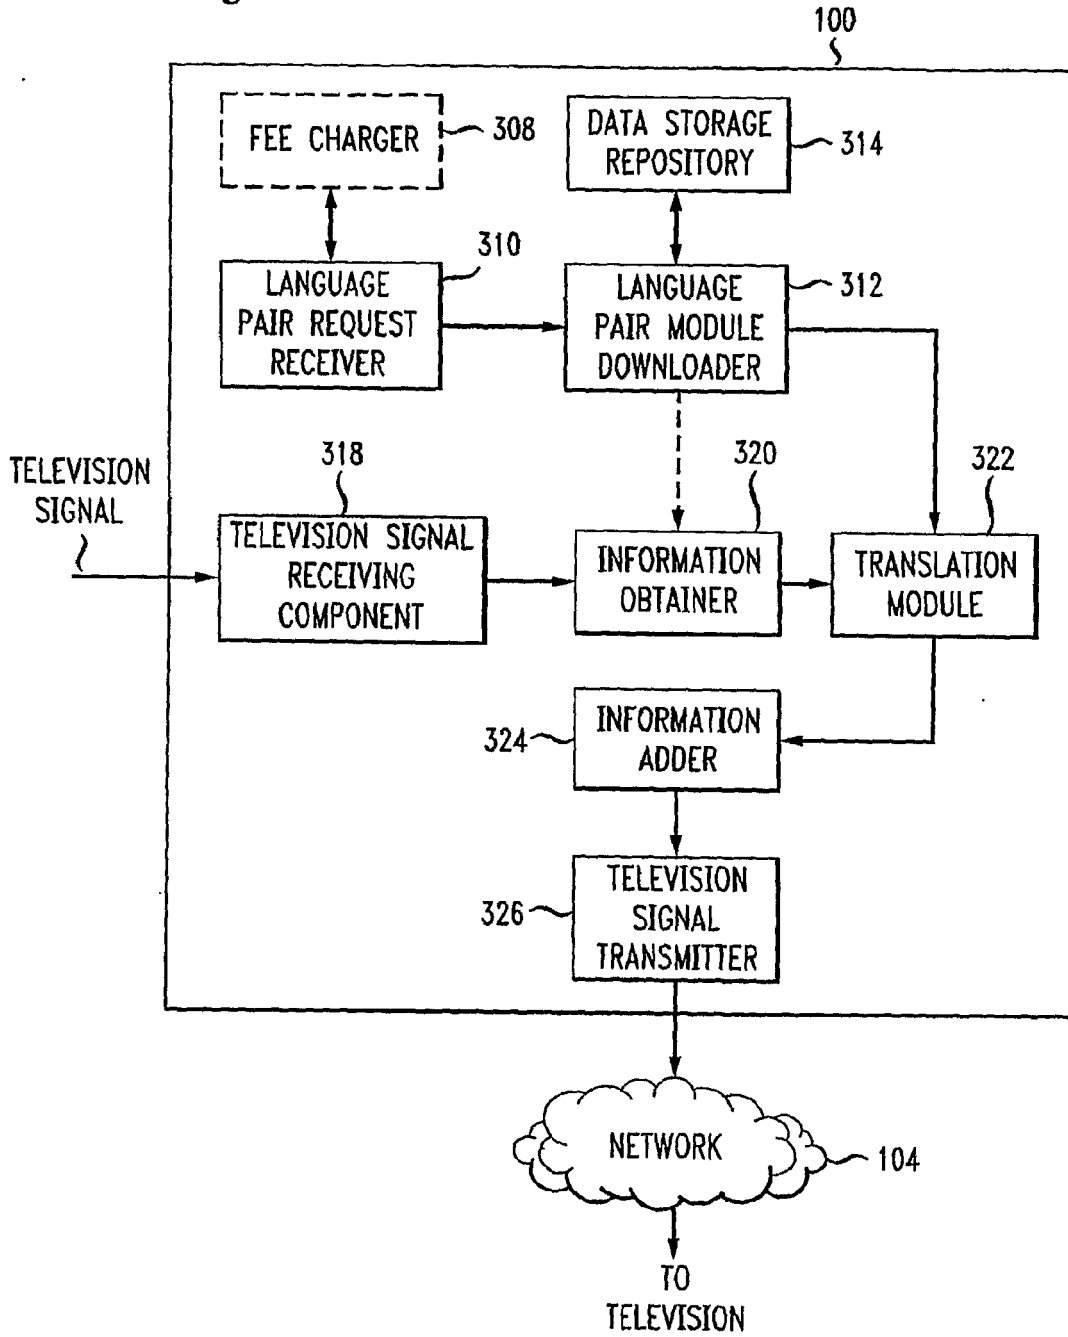 100
FEE CHARGER
308
DATA STORAGE
REPOSITORY
314
310
LANGUAGE
PAIR REQUEST
RECEIVER
LANGUAGE
PAIR MODULE
DOWNLOADER
312
TELEVISION
SIGNAL
318
TELEVISION SIGNAL
RECEIVING
COMPONENT
320
INFORMATION
OBTAINER
322
TRANSLATION
MODULE
324
INFORMATION
ADDER
326
TELEVISION
SIGNAL
TRANSMITTER
NETWORK
104
TO
TELEVISION